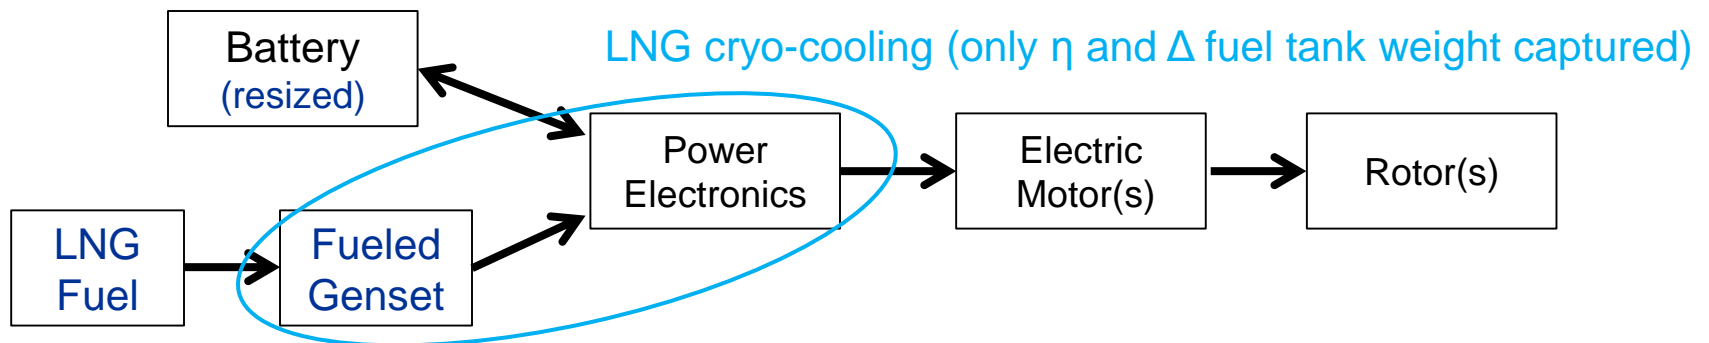 Battery
(resized)
LNG cryo-cooling (only η and Δ fuel tank weight captured)
Power
Electronics
Electric
Motor(s)
Rotor(s)
LNG
Fuel
Fueled
Genset